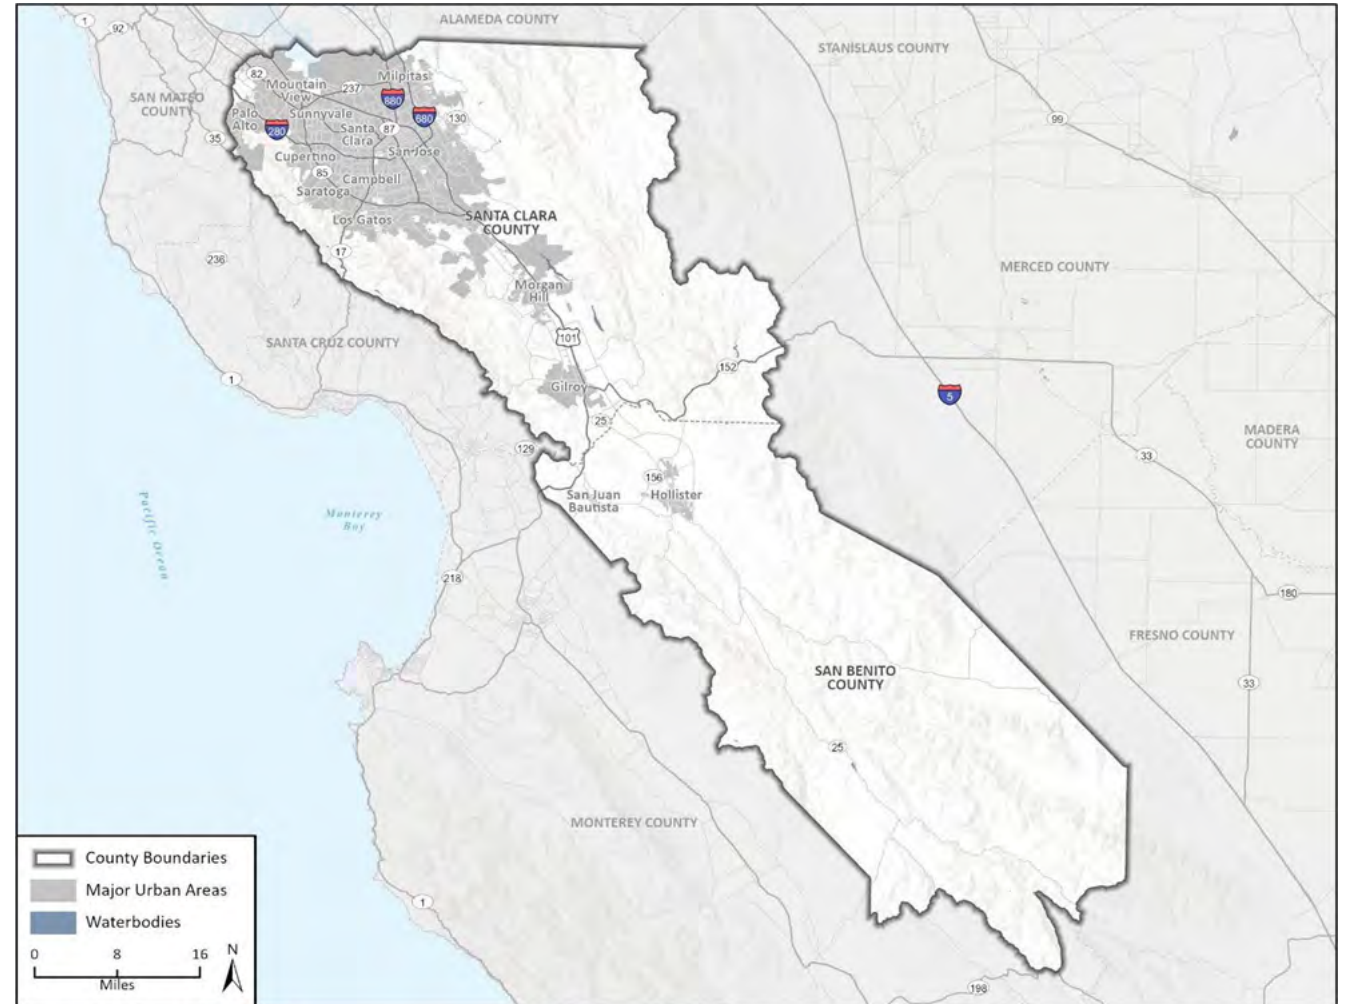 ALAMEDA COUNTY
1
92
STANISLAUS COUNTY
82
Milpitas
Mountain
View
237
SAN MATEO
COUNTY
880
Palo
Alto
Sunnyvale
680
130
99
280
Santa
Clara
87
35
Cupertino
San Jose
85
Campbell
Saratoga
Los Gatos
SANTA CLARA
COUNTY
17
236
MERCED COUNTY
Morgan
Hill
101
SANTA CRUZ COUNTY
152
1
Gilroy
5
25
MADERA
COUNTY
129
33
156
San Juan
Bautista
Hollister
Pacific Ocean
Monterey
Bay
218
180
FRESNO COUNTY
SAN BENITO
COUNTY
33
25
MONTEREY COUNTY
1
198
County Boundaries
Major Urban Areas
Waterbodies
0 8 16
Miles
N